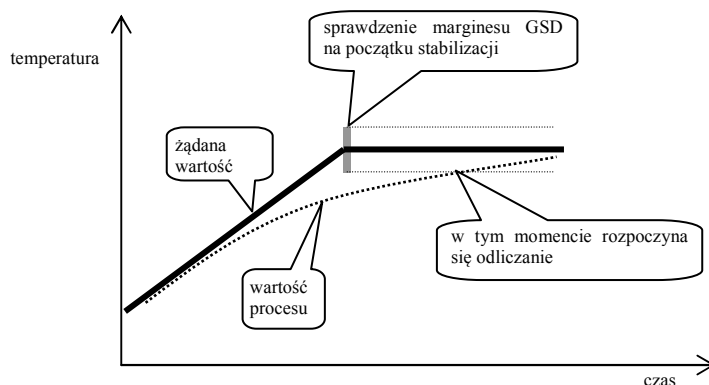 sprawdzenie marginesu GSD
na początku stabilizacji
temperatura
żądana
wartość
w tym momencie rozpoczyna
się odliczanie
wartość
procesu
czas